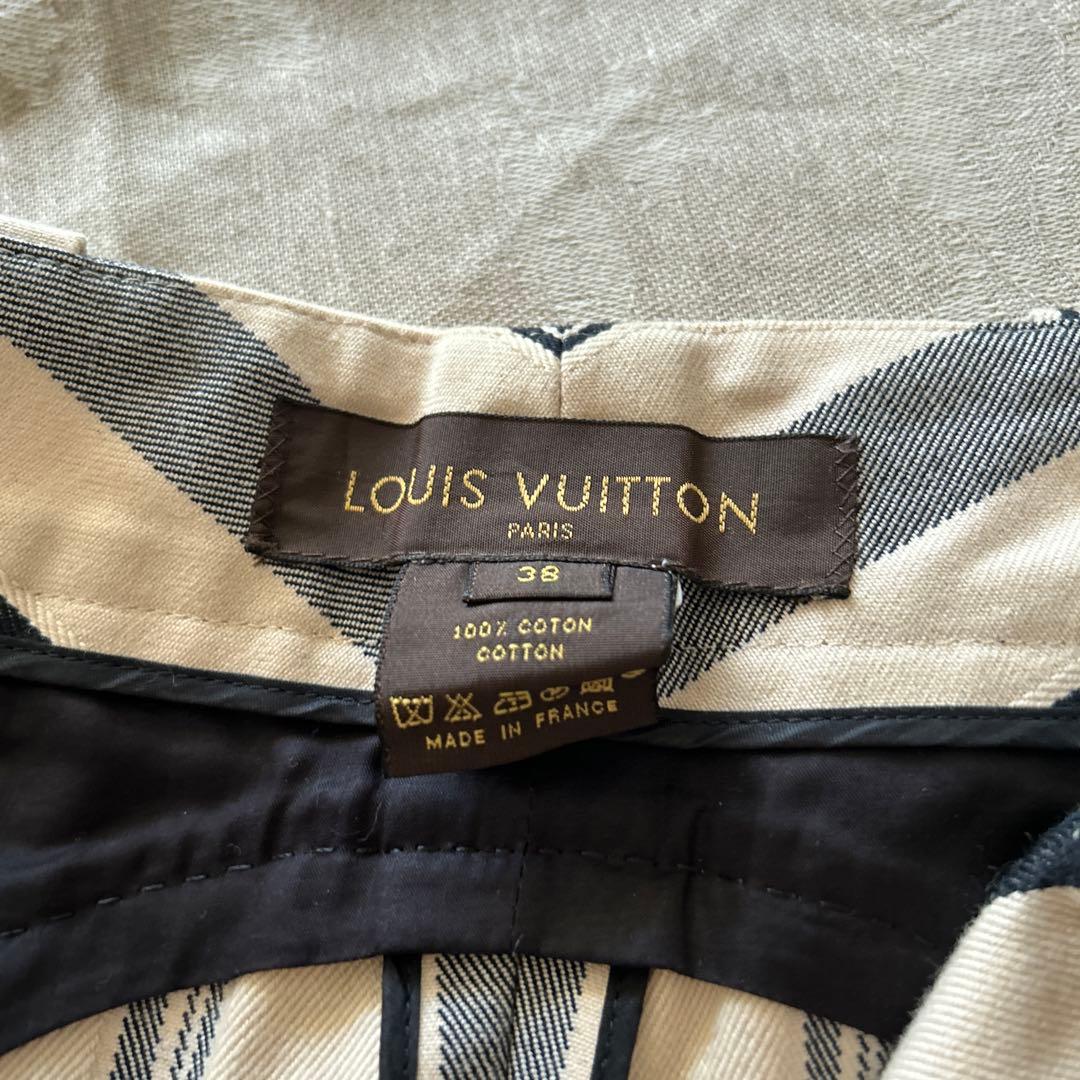 LOUIS VUITTON
PARIS
38
100% COTON
COTTON
MADE IN FRANCE